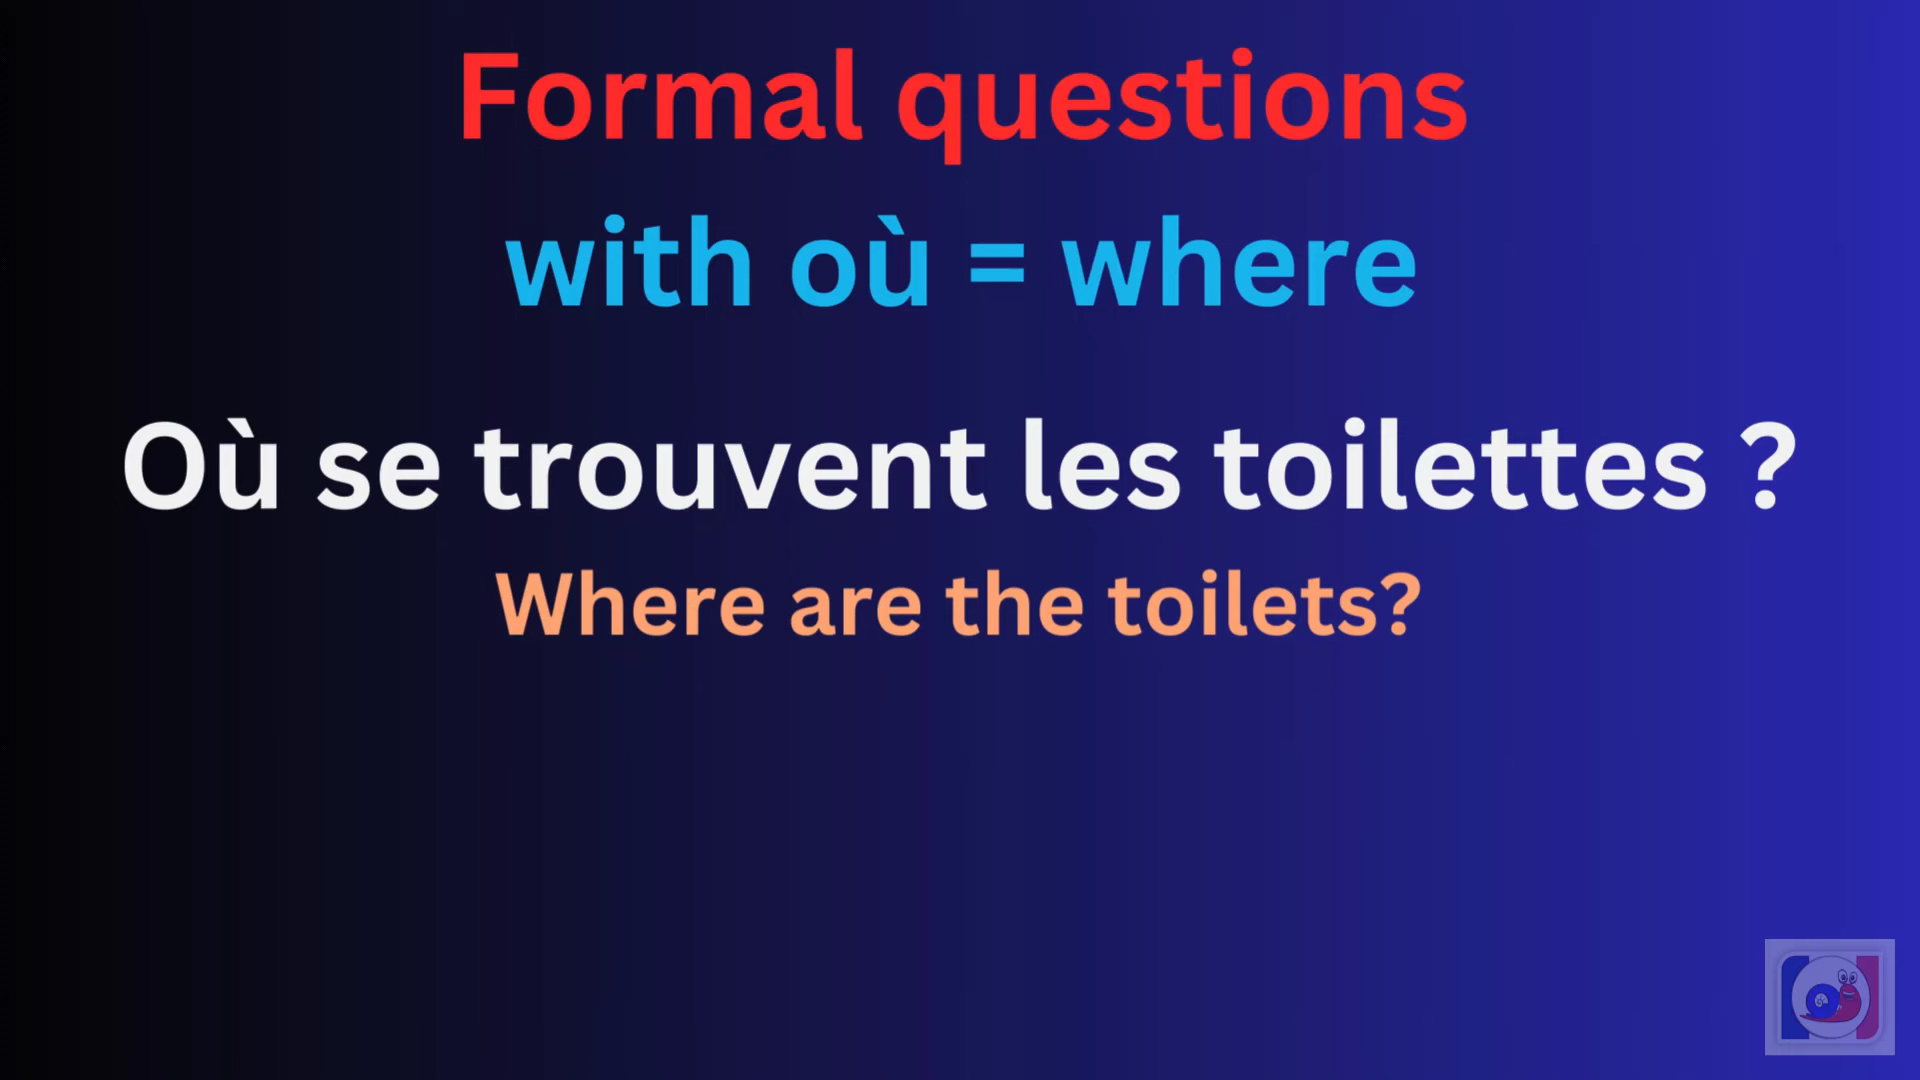 Formal questions
with où = where
Où se trouvent les toilettes ?
Where are the toilets?